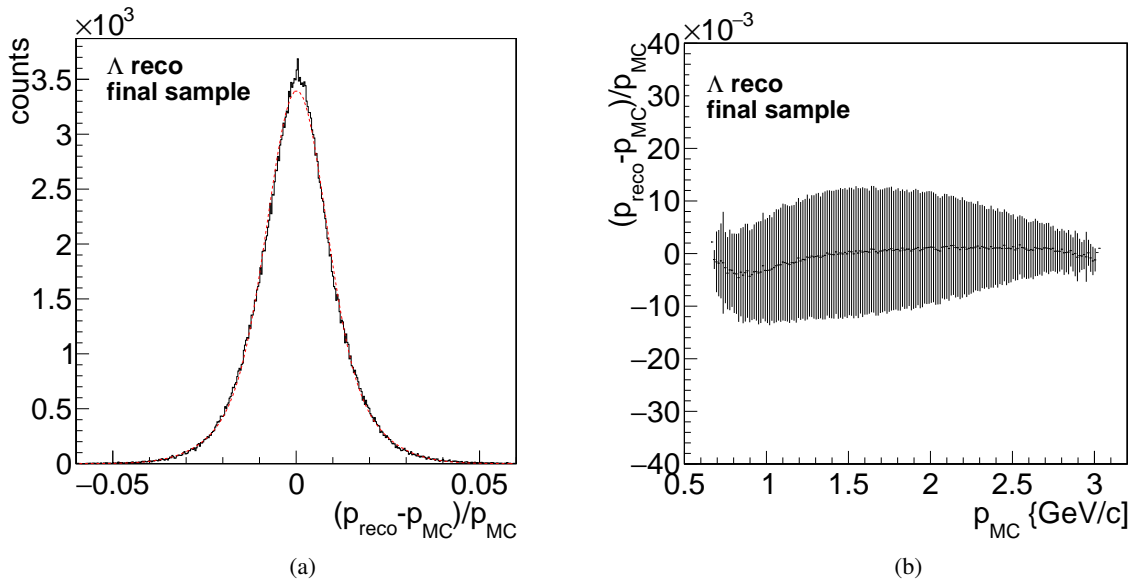 ×10³
counts
Λ reco
final sample
3.5
3
2.5
2
1.5
1
0.5
0
−0.05 0 0.05
(p_reco-p_MC)/p_MC
(a)
×10⁻³
(p_reco-p_MC)/p_MC
Λ reco
final sample
40
30
20
10
0
−10
−20
−30
−40
0.5 1 1.5 2 2.5 3
p_MC {GeV/c]
(b)